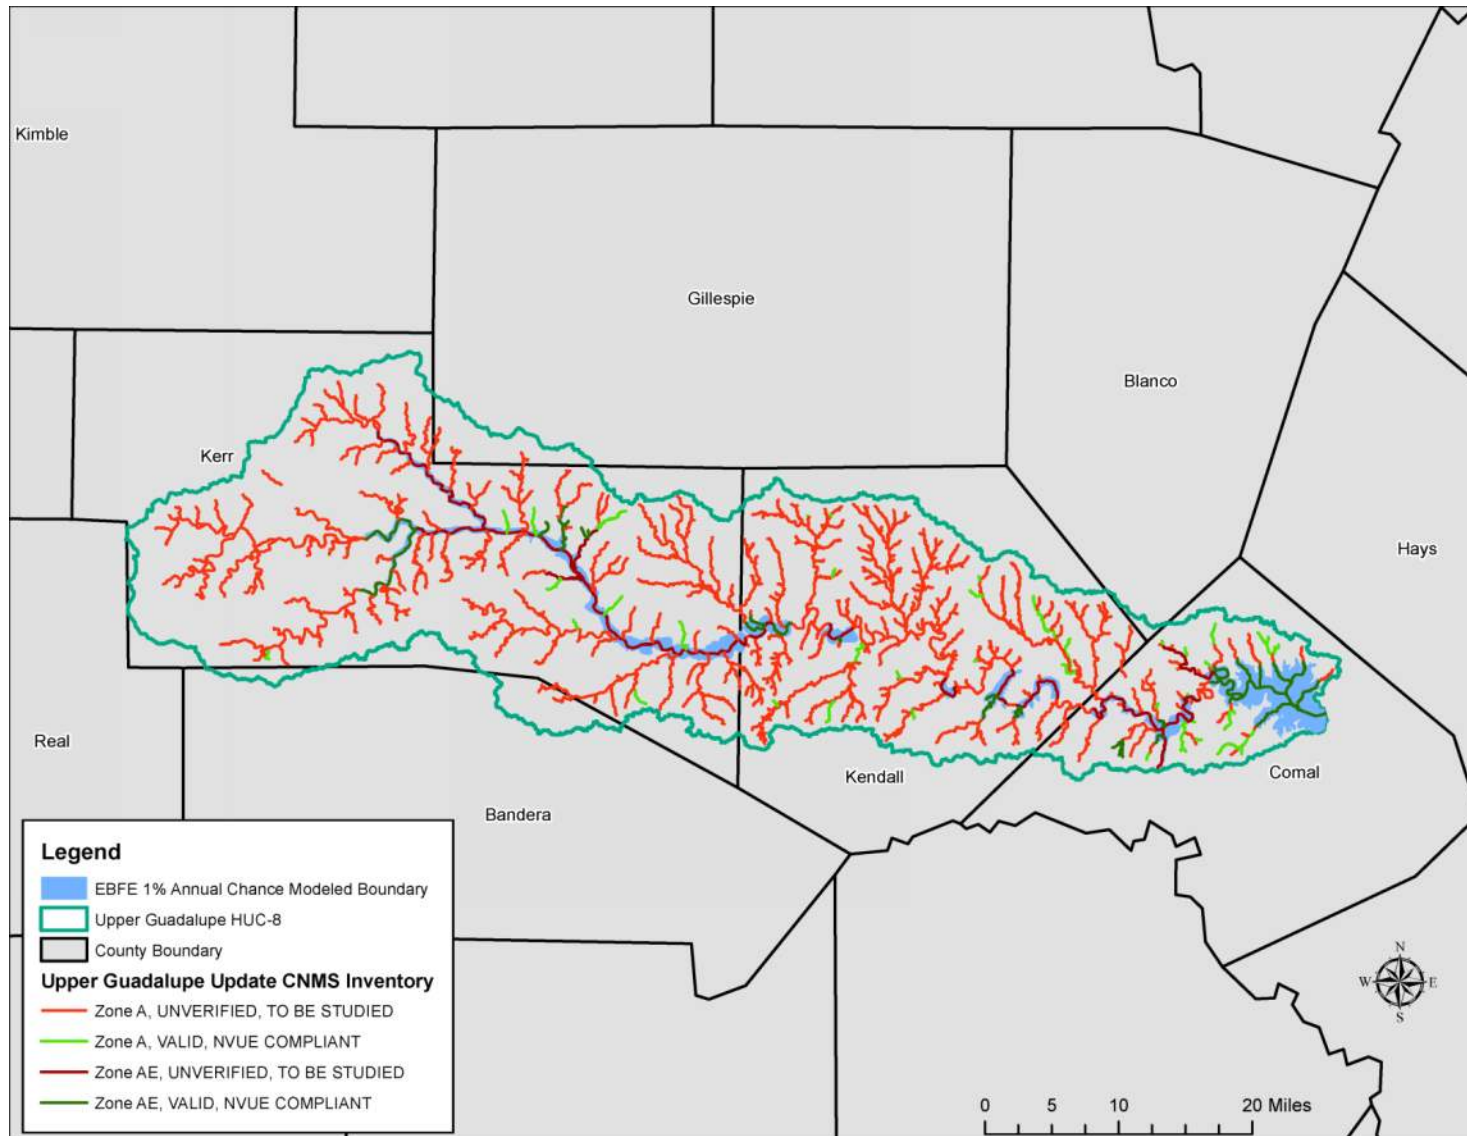 Kimble
Gillespie
Blanco
Kerr
Hays
Real
Kendall
Comal
Bandera
Legend
EBFE 1% Annual Chance Modeled Boundary
Upper Guadalupe HUC-8
County Boundary
Upper Guadalupe Update CNMS Inventory
Zone A, UNVERIFIED, TO BE STUDIED
Zone A, VALID, NVUE COMPLIANT
Zone AE, UNVERIFIED, TO BE STUDIED
Zone AE, VALID, NVUE COMPLIANT
N
W E
S
0 5 10 20 Miles